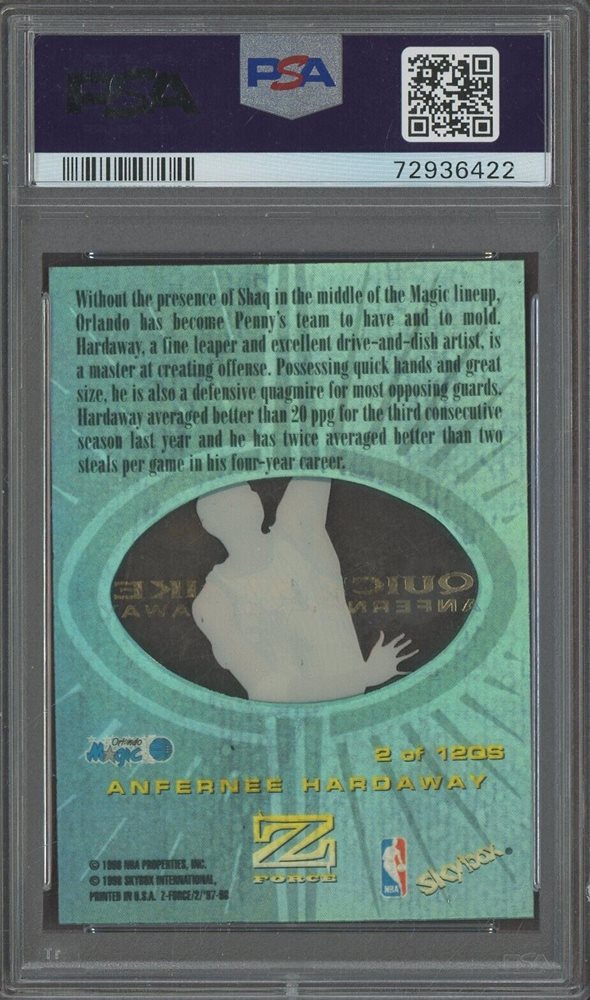 PSA
PSA
72936422
Without the presence of Shaq in the middle of the Magic lineup,
Orlando has become Penny's team to have and to mold.
Hardaway, a fine leaper and excellent drive-and-dish artist, is
a master at creating offense. Possessing quick hands and great
size, he is also a defensive quagmire for most opposing guards.
Hardaway averaged better than 20 ppg for the third consecutive
season last year and he has twice averaged better than two
steals per game in his four-year career.
Orlando
Magic
2 of 12QS
ANFERNEE HARDAWAY
Z
FORCE
© 1998 NBA PROPERTIES, INC.
© 1998 SKYBOX INTERNATIONAL,
PRINTED IN U.S.A. Z-FORCE/2/'97-98
NBA
SkyBox
PSA